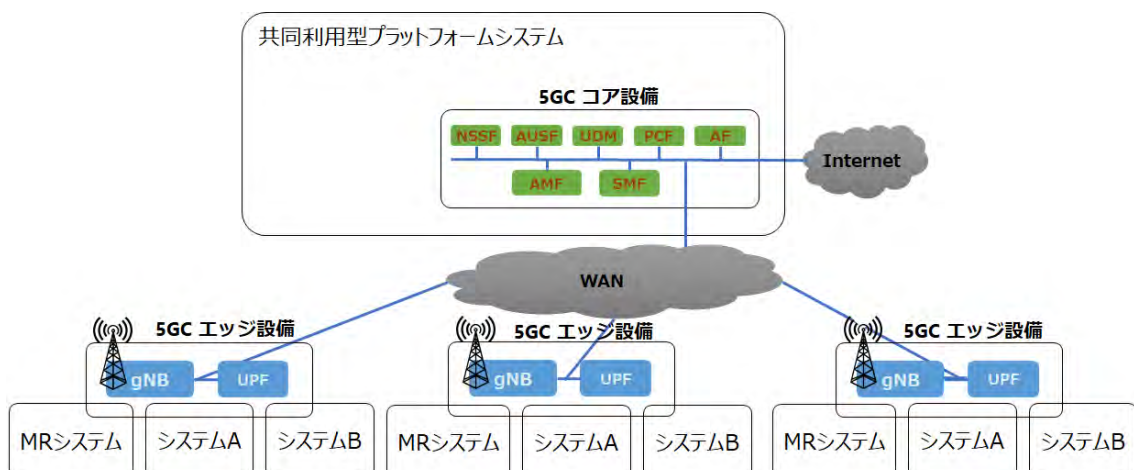 共同利用型プラットフォームシステム
5GC コア設備
NSSF AUSF UDM PCF AF
AMF SMF
Internet
WAN
5GC エッジ設備 5GC エッジ設備 5GC エッジ設備
gNB UPF gNB UPF gNB UPF
MRシステム システムA システムB MRシステム システムA システムB MRシステム システムA システムB